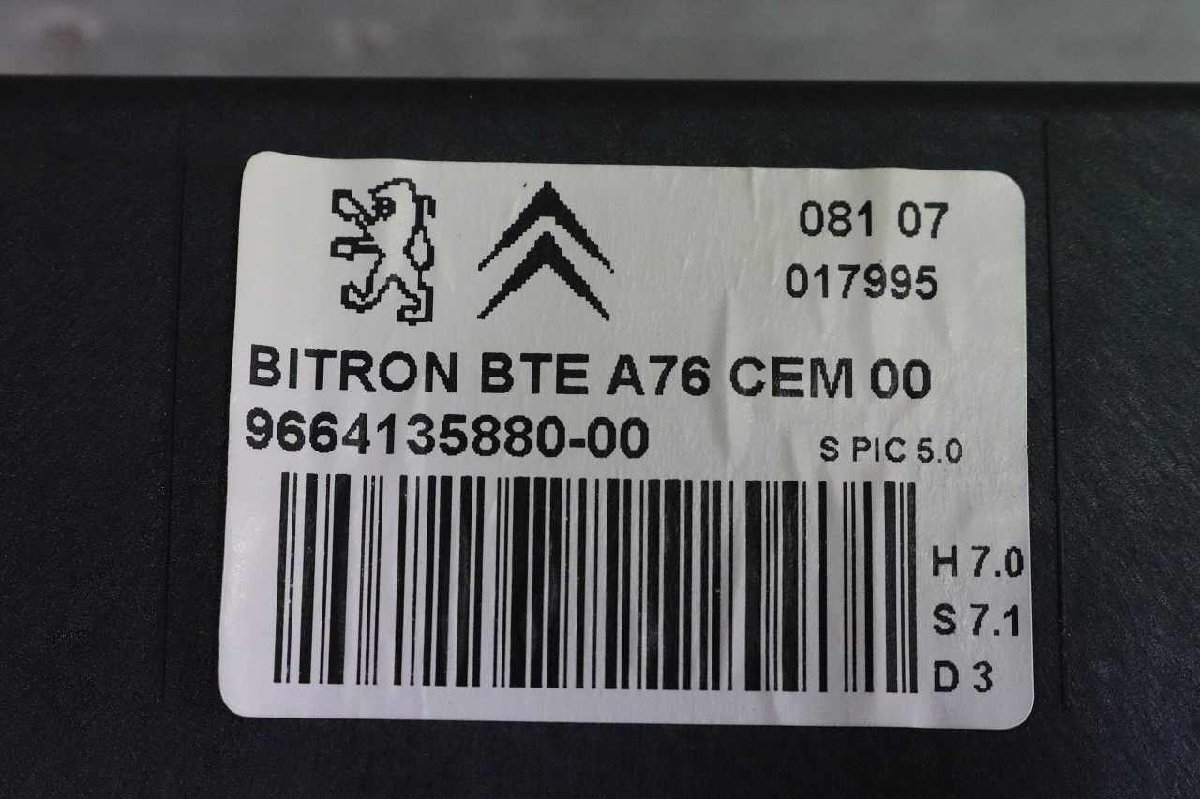 081 07
017995
BITRON BTE A76 CEM 00
9664135880-00
S PIC 5.0
H 7.0
S 7.1
D 3